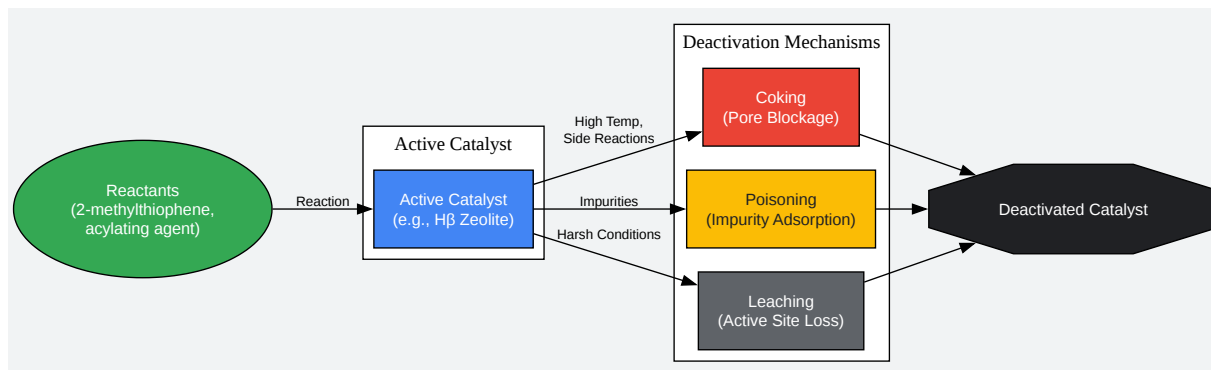 Reactants
(2-methylthiophene,
acylating agent)
Reaction
Active Catalyst
Active Catalyst
(e.g., Hβ Zeolite)
High Temp,
Side Reactions
Impurities
Harsh Conditions
Deactivation Mechanisms
Coking
(Pore Blockage)
Poisoning
(Impurity Adsorption)
Leaching
(Active Site Loss)
Deactivated Catalyst